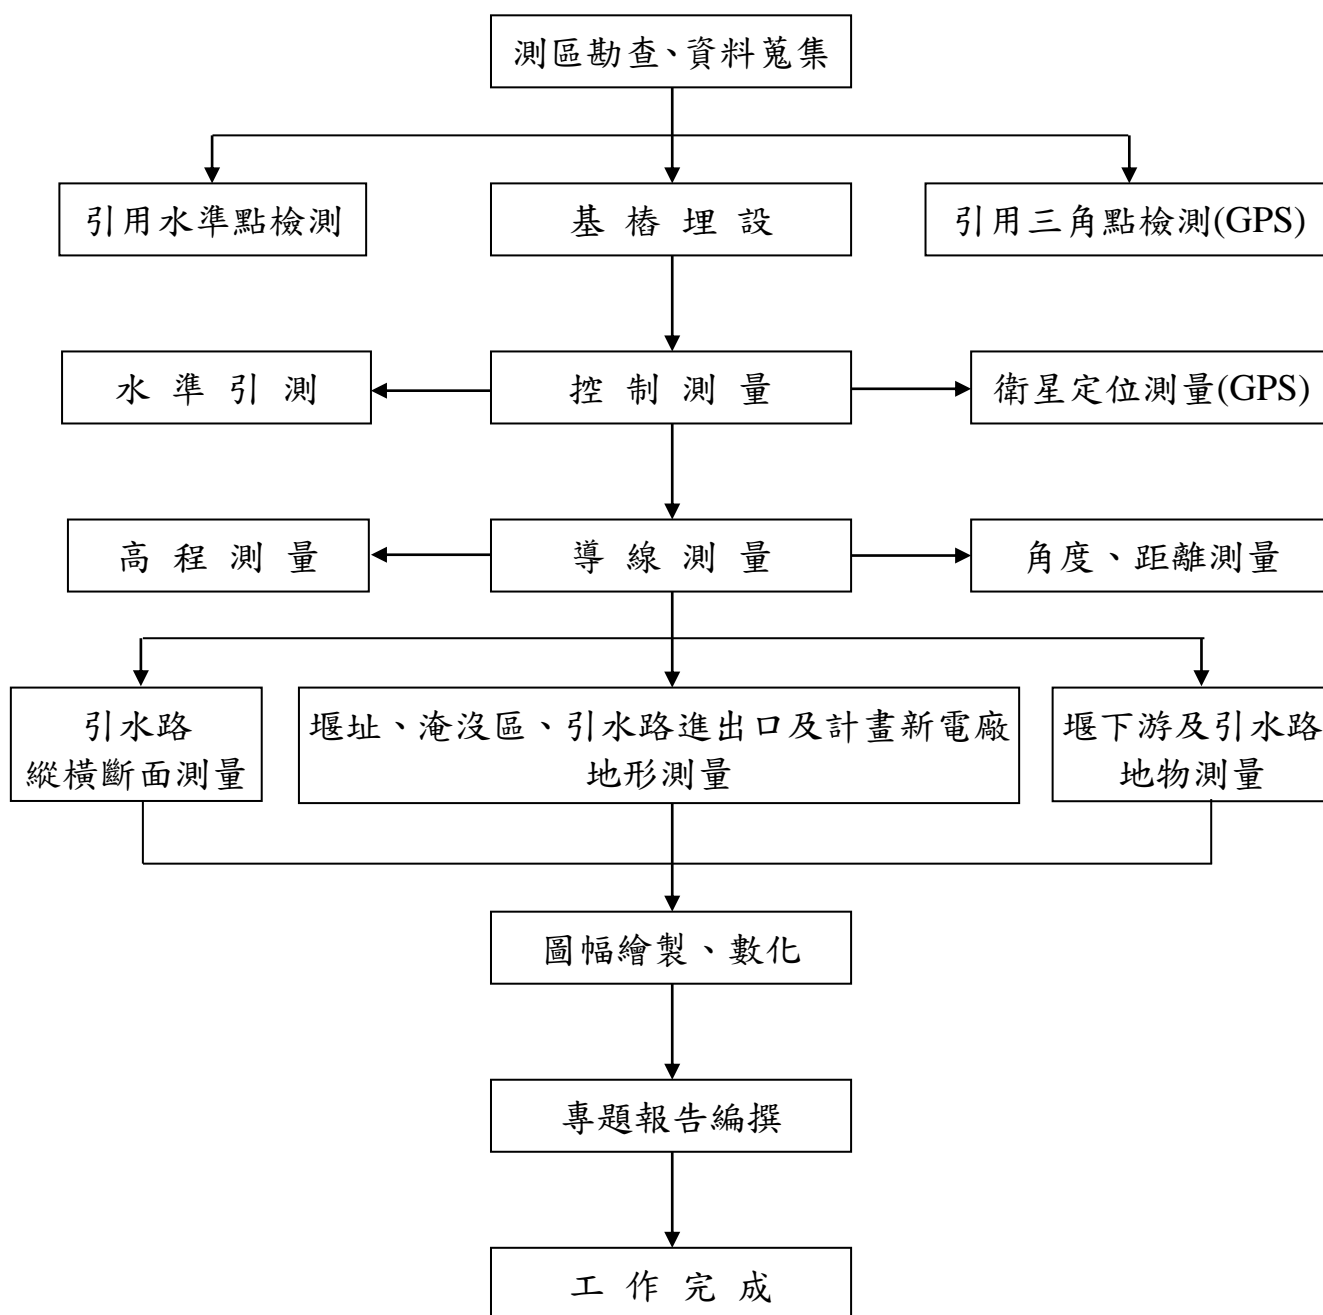 測區勘查、資料蒐集
引用水準點檢測
基樁埋設
引用三角點檢測(GPS)
水準引測
控制測量
衛星定位測量(GPS)
高程測量
導線測量
角度、距離測量
引水路
縱橫斷面測量
堰址、淹沒區、引水路進出口及計畫新電廠
地形測量
堰下游及引水路
地物測量
圖幅繪製、數化
專題報告編撰
工作完成